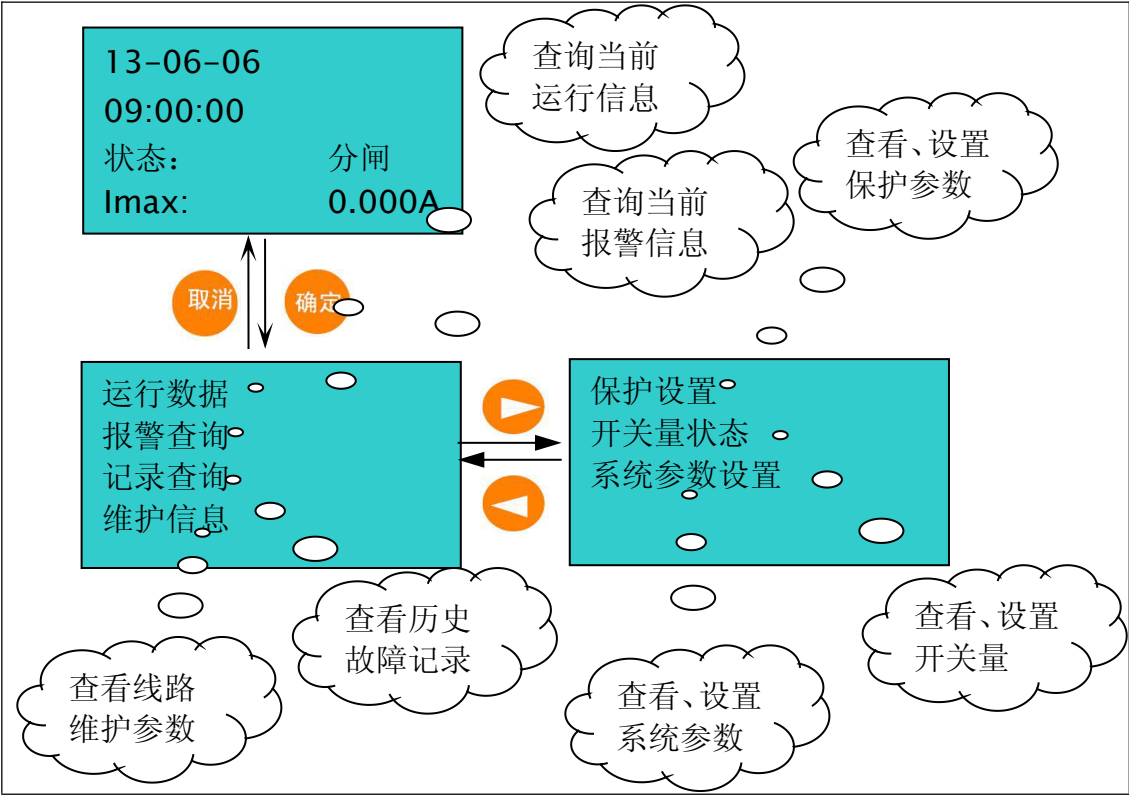 13-06-06
09:00:00
状态： 分闸
Imax: 0.000A
查询当前
运行信息
查询当前
报警信息
查看、设置
保护参数
取消
确定
运行数据
报警查询
记录查询
维护信息
保护设置
开关量状态
系统参数设置
查看线路
维护参数
查看历史
故障记录
查看、设置
系统参数
查看、设置
开关量